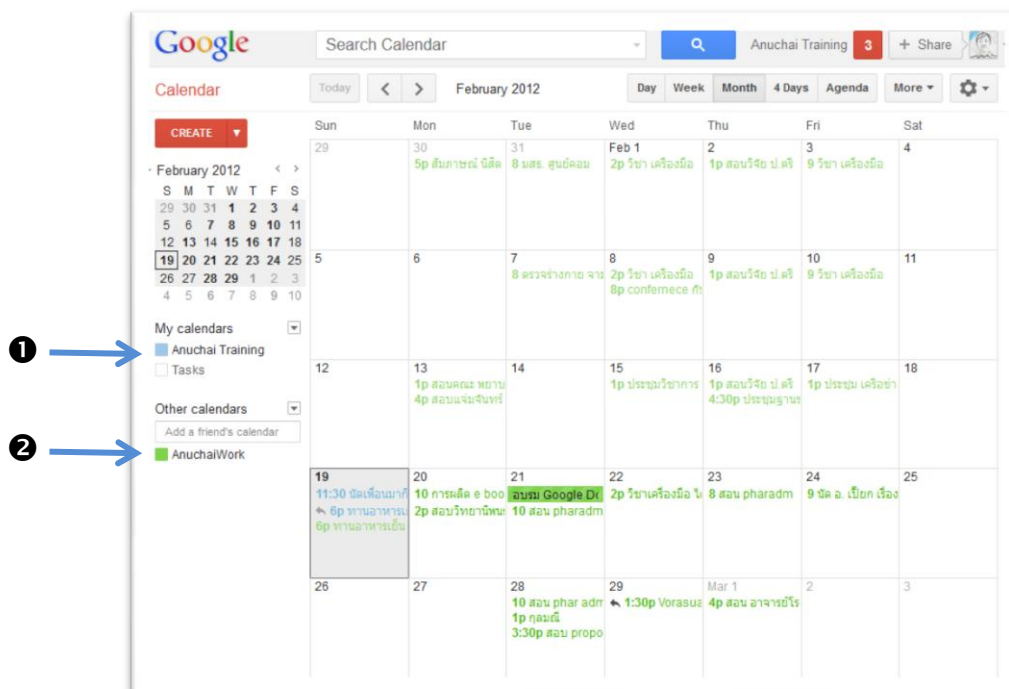 Google
Search Calendar
Anuchai Training
3
+ Share
Calendar
Today
February 2012
Day Week Month 4 Days Agenda
More
CREATE
February 2012
S M T W T F S
29 30 31 1 2 3 4
5 6 7 8 9 10 11
12 13 14 15 16 17 18
19 20 21 22 23 24 25
26 27 28 29 1 2 3
4 5 6 7 8 9 10
❶
My calendars
Anuchai Training
Tasks
Other calendars
Add a friend's calendar
❷
AnuchaiWork
Sun Mon Tue Wed Thu Fri Sat
29 30 31 Feb 1 2 3 4
5p สัมภาษณ์ นิสิต 8 มสธ. ศูนย์คอม 2p วิชา เครื่องมือ 1p สอนวิจัย ป.ตรี 9 วิชา เครื่องมือ
5 6 7 8 9 10 11
8 ตรวจร่างกาย จาร 2p วิชา เครื่องมือ 1p สอนวิจัย ป.ตรี 9 วิชา เครื่องมือ
8p confernece กับ
12 13 14 15 16 17 18
1p สอนคณะ พยาบ 1p ประชุมวิชาการ 1p สอนวิจัย ป.ตรี 1p ประชุม เครือข่า
4p สอนแจ่มจันทร์ 4:30p ประชุมฐานร
19 20 21 22 23 24 25
11:30 นัดเพื่อนมาก 10 การผลิต e boo อบรม Google Do 2p วิชาเครื่องมือ 8 สอน pharadm 9 นัด อ. เปี๊ยก เรื่อง
6p ทานอาหารเ 2p สอบวิทยานิพน 10 สอน pharadm
6p ทานอาหารเย็น
26 27 28 29 Mar 1 2 3
10 สอน phar adm 1:30p Vorasua 4p สอน อาจารย์โร
1p กุลมณี
3:30p สอบ propo